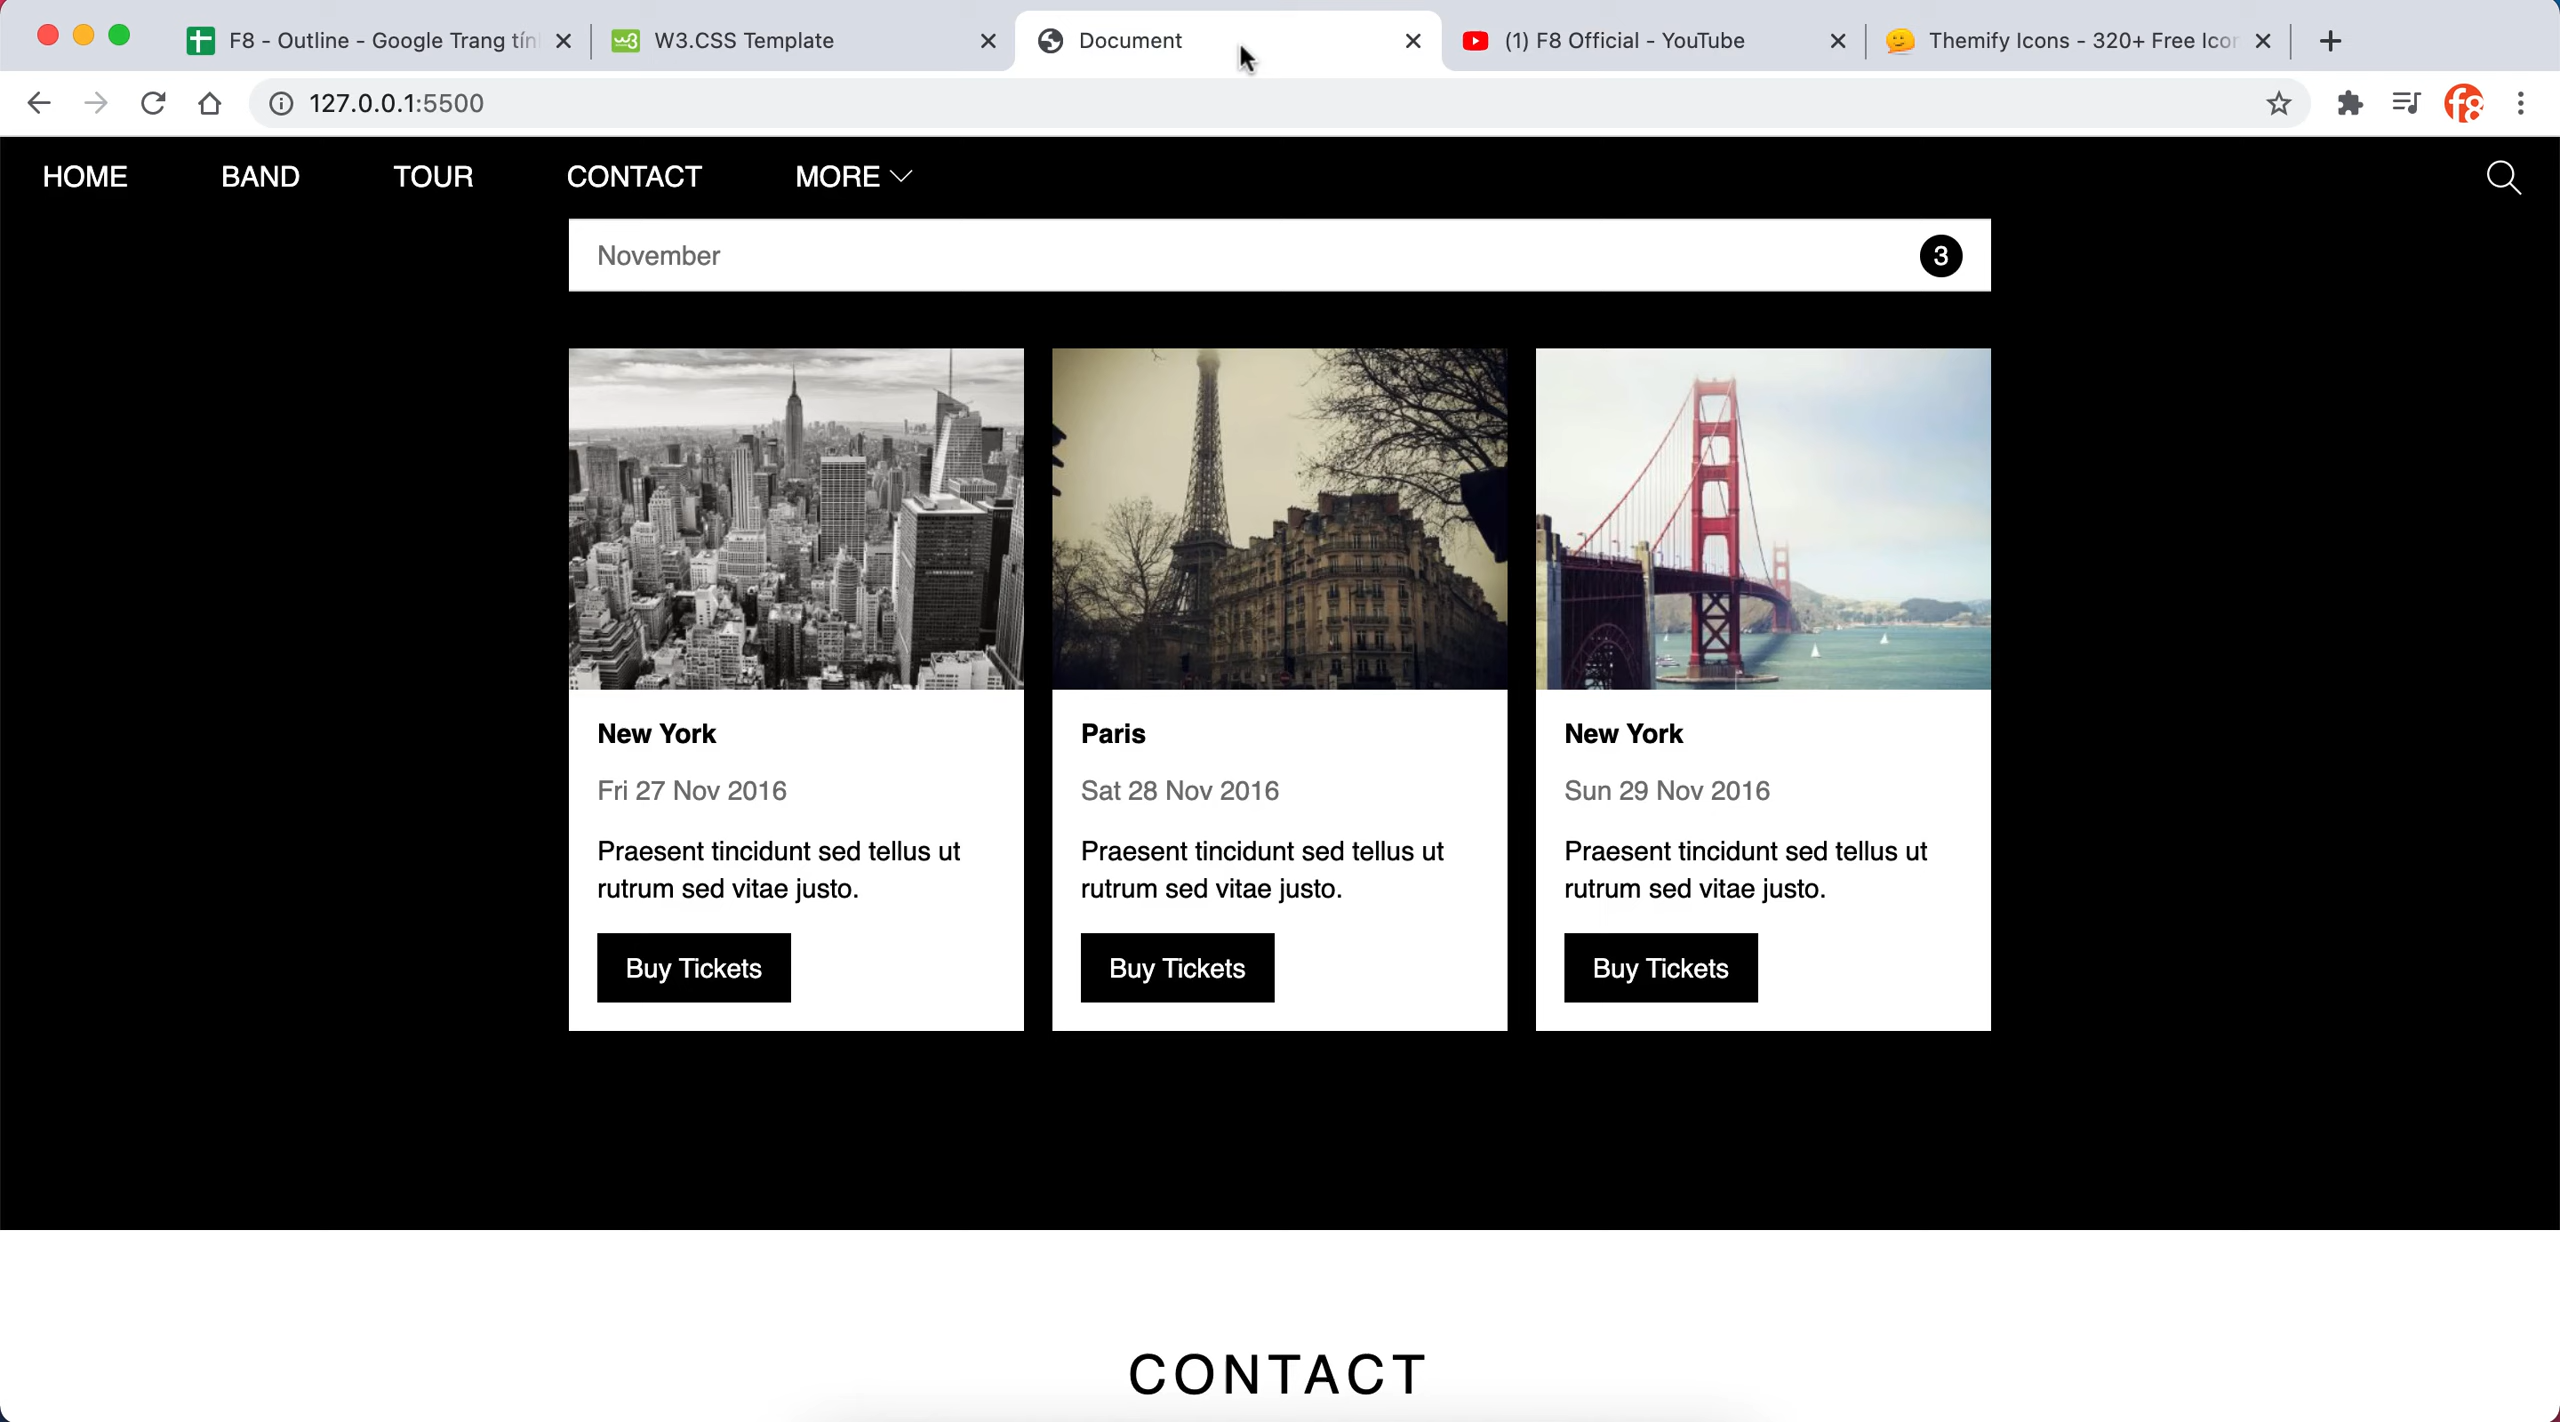 F8 - Outline - Google Trang tín
W3.CSS Template
Document
(1) F8 Official - YouTube
Themify Icons - 320+ Free Icon
127.0.0.1:5500
f8
HOME
BAND
TOUR
CONTACT
MORE
November
3
New York
Fri 27 Nov 2016
Praesent tincidunt sed tellus ut
rutrum sed vitae justo.
Buy Tickets
Paris
Sat 28 Nov 2016
Praesent tincidunt sed tellus ut
rutrum sed vitae justo.
Buy Tickets
New York
Sun 29 Nov 2016
Praesent tincidunt sed tellus ut
rutrum sed vitae justo.
Buy Tickets
CONTACT